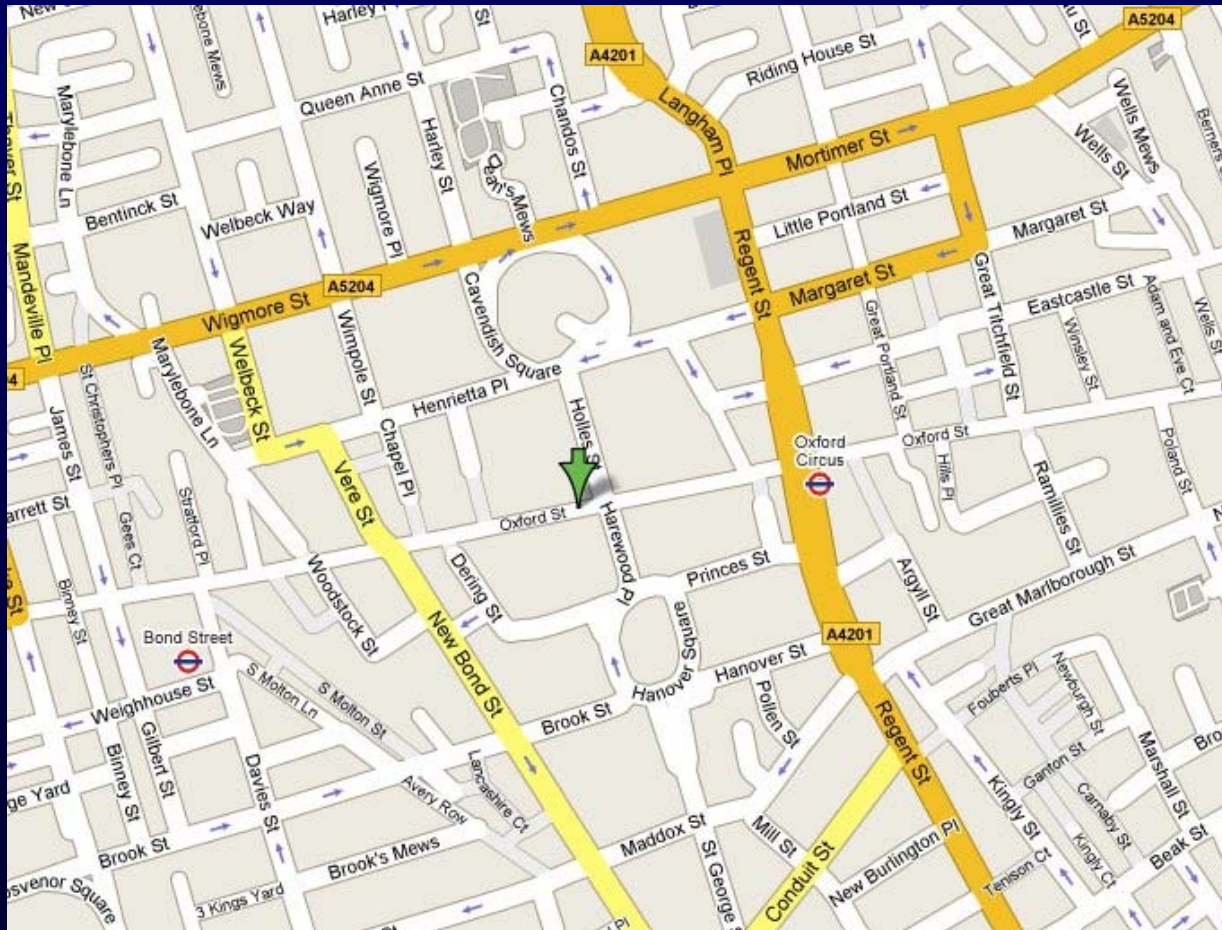 Harley St
A5204
A4201
Riding House St
Queen Anne St
Chandos St
Marylebone Ln
Langham Pl
Wells Mews
Wells St
Mortimer St
Thayer St
Harley St
Dean's Mews
Wigmore Pl
Bentinck St
Welbeck Way
Little Portland St
Margaret St
Mandeville Pl
A5204
Wigmore St
Regent St
Margaret St
Great Titchfield St
Eastcastle St
Adam and Eve Ct
Wells St
Cavendish Square
Wimpole St
Great Portland St
Winsley St
Marylebone Ln
Welbeck St
St Christophers Pl
Henrietta Pl
Holles St
James St
Chapel Pl
Oxford
Circus
Oxford St
Hills Pl
Poland St
Vere St
Stratford Pl
Gees Ct
Oxford St
Harewood Pl
Ramillies St
Woodstock St
Dering St
Princes St
Argyll St
Great Marlborough St
Binney St
Bond Street
New Bond St
Hanover Square
Hanover St
A4201
S Molton Ln
S Molton St
Weighhouse St
Brook St
Pollen St
Fouberts Pl
Newburgh St
Binney St
Gilbert St
Davies St
Regent St
Lancashire Ct
Avery Row
Ganton St
Marshall St
Kingly St
Carnaby St
Brook St
Brook's Mews
Maddox St
Mill St
St George
Conduit St
New Burlington Pl
Kingly Ct
Beak St
Tenison Ct
3 Kings Yard